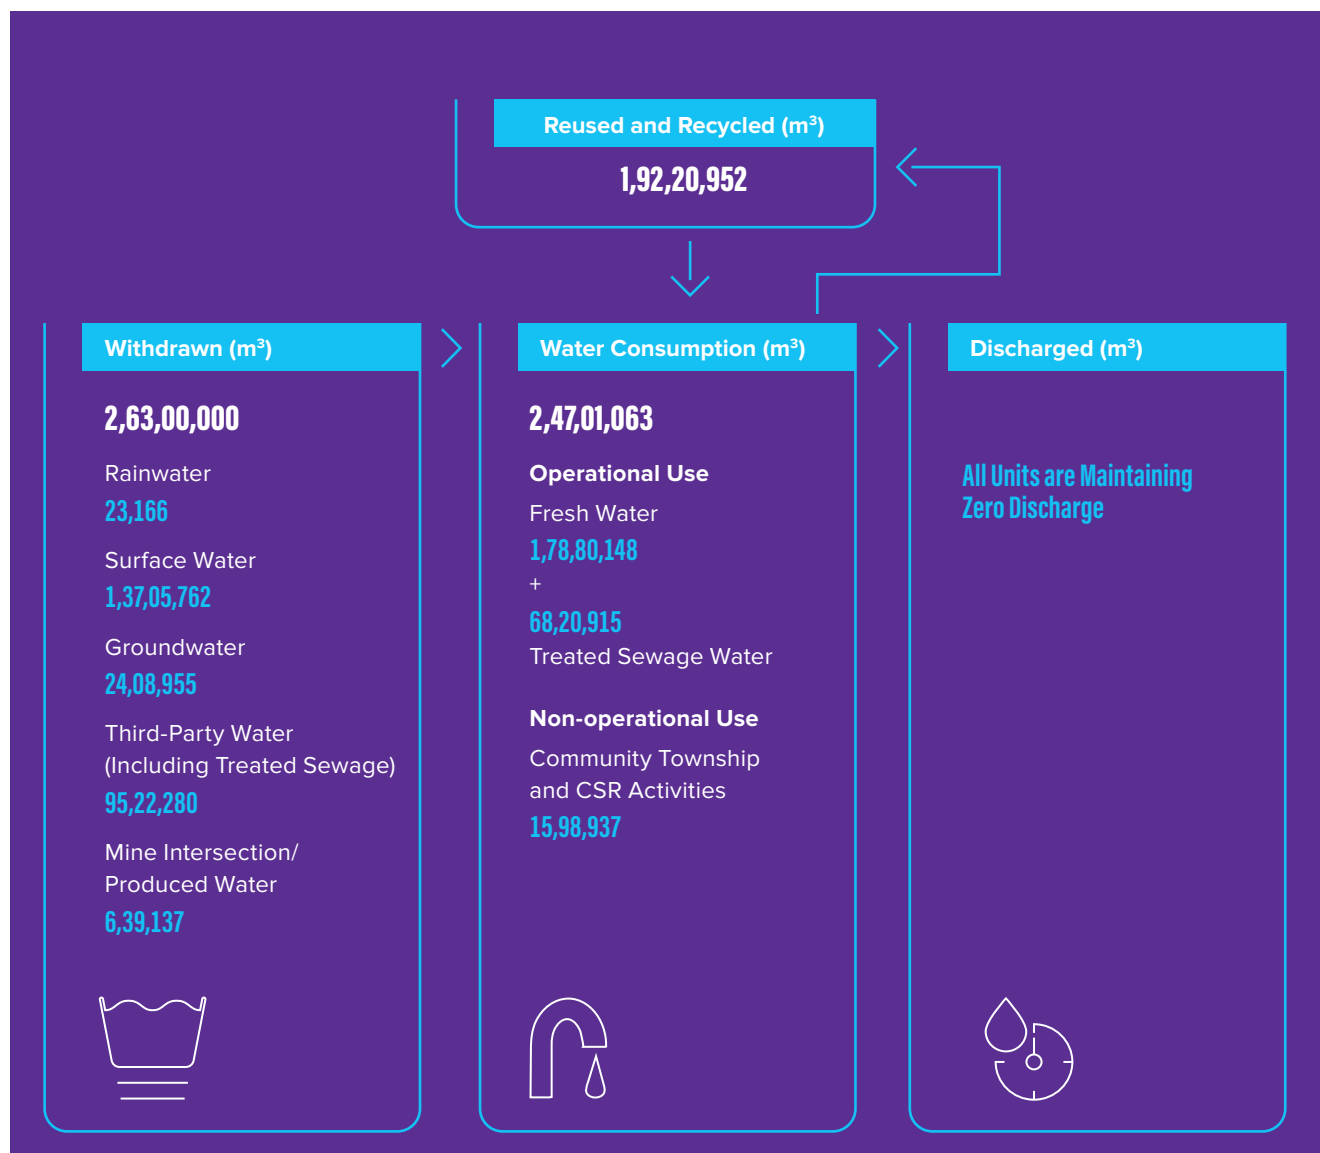 Reused and Recycled (m³)
1,92,20,952
Withdrawn (m³)
2,63,00,000
Rainwater
23,166
Surface Water
1,37,05,762
Groundwater
24,08,955
Third-Party Water
(Including Treated Sewage)
95,22,280
Mine Intersection/
Produced Water
6,39,137
Water Consumption (m³)
2,47,01,063
Operational Use
Fresh Water
1,78,80,148
+
68,20,915
Treated Sewage Water
Non-operational Use
Community Township
and CSR Activities
15,98,937
Discharged (m³)
All Units are Maintaining
Zero Discharge